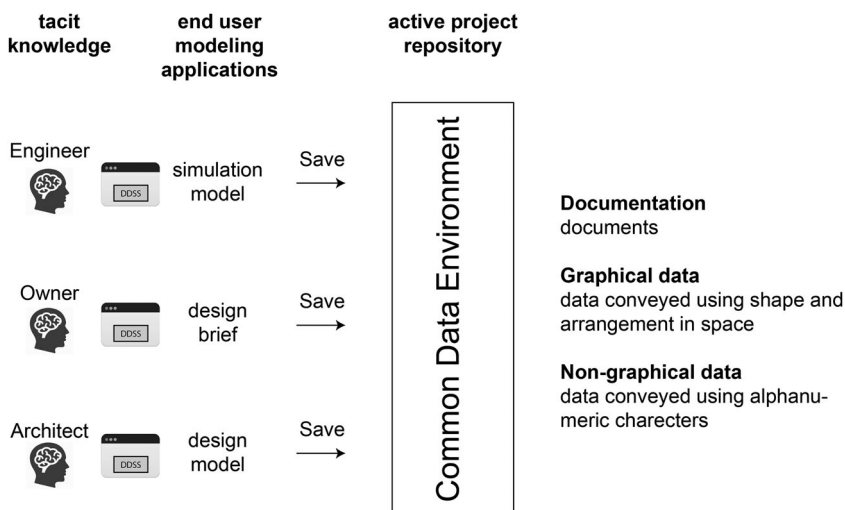 tacit
knowledge
end user
modeling
applications
active project
repository
Engineer
DDSS
simulation
model
Save
Owner
DDSS
design
brief
Save
Architect
DDSS
design
model
Save
Common Data Environment
Documentation
documents
Graphical data
data conveyed using shape and
arrangement in space
Non-graphical data
data conveyed using alphanu-
meric charecters